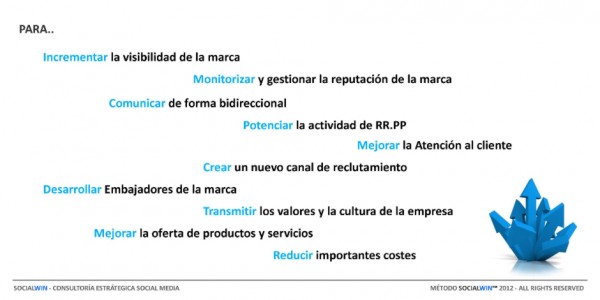 PARA..
Incrementar la visibilidad de la marca
Monitorizar y gestionar la reputación de la marca
Comunicar de forma bidireccional
Potenciar la actividad de RR.PP
Mejorar la Atención al cliente
Crear un nuevo canal de reclutamiento
Desarrollar Embajadores de la marca
Transmitir los valores y la cultura de la empresa
Mejorar la oferta de productos y servicios
Reducir importantes costes
SOCIALWIN - CONSULTORÍA ESTRÁTEGICA SOCIAL MEDIA
MÉTODO SOCIALWIN™ 2012 - ALL RIGHTS RESERVED